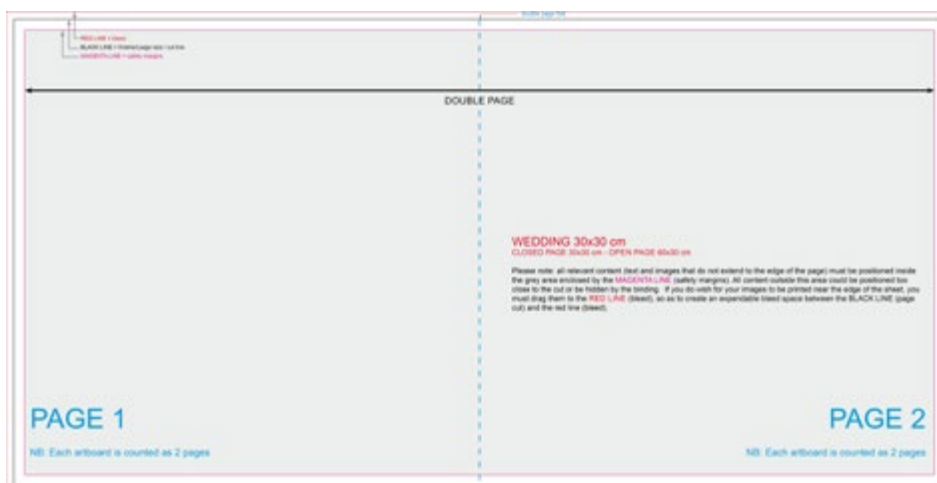 double page fold
RED LINE = bleed
BLACK LINE = finished page size / cut line
MAGENTA LINE = safety margins
DOUBLE PAGE
WEDDING 30x30 cm
CLOSED PAGE 30x30 cm - OPEN PAGE 60x30 cm
Please note: all relevant content (text and images that do not extend to the edge of the page) must be positioned inside
the grey area enclosed by the MAGENTA LINE (safety margins). All content outside this area could be positioned too
close to the cut or be hidden by the binding. If you do wish for your images to be printed near the edge of the sheet, you
must drag them to the RED LINE (bleed), so as to create an expendable bleed space between the BLACK LINE (page
cut) and the red line (bleed).
PAGE 1
PAGE 2
NB: Each artboard is counted as 2 pages
NB: Each artboard is counted as 2 pages